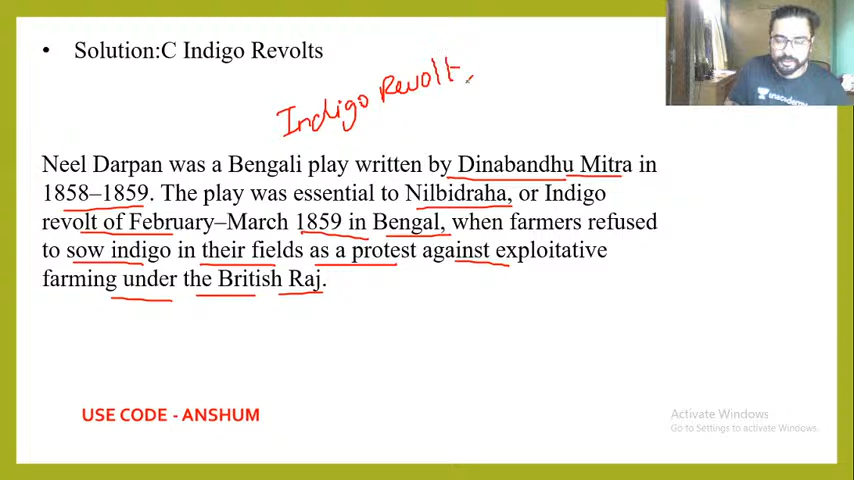 • Solution:C Indigo Revolts
Indigo Revolt
Neel Darpan was a Bengali play written by Dinabandhu Mitra in
1858–1859. The play was essential to Nilbidraha, or Indigo
revolt of February–March 1859 in Bengal, when farmers refused
to sow indigo in their fields as a protest against exploitative
farming under the British Raj.
USE CODE - ANSHUM
Activate Windows
Go to Settings to activate Windows.
unacademy